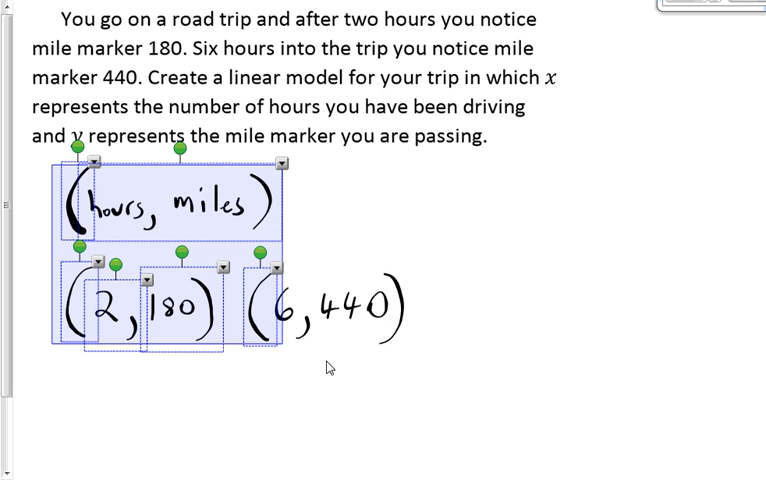 You go on a road trip and after two hours you notice
mile marker 180. Six hours into the trip you notice mile
marker 440. Create a linear model for your trip in which x
represents the number of hours you have been driving
and y represents the mile marker you are passing.
(hours, miles)
(2,180) (6,440)